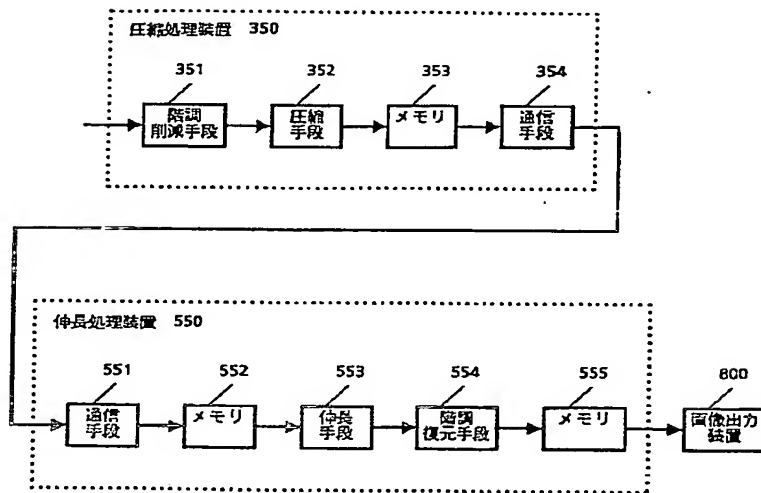 圧縮処理装置 350
351
352
353
354
階調
削減手段
圧縮
手段
メモリ
通信
手段
伸長処理装置 550
551
552
553
554
555
800
通信
手段
メモリ
伸長
手段
階調
復元手段
メモリ
画像出力
装置